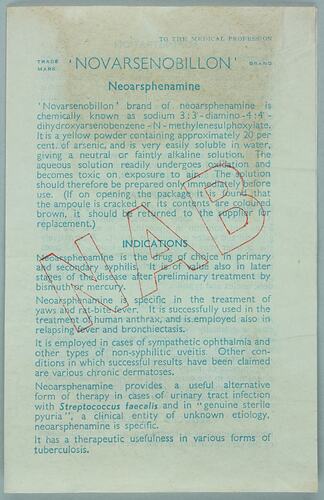 TO THE MEDICAL PROFESSION
TRADE MARK 'NOVARSENOBILLON' BRAND
Neoarsphenamine
'Novarsenobillon' brand of neoarsphenamine is
chemically known as sodium 3 : 3'-diamino-4 : 4'-
dihydroxyarsenobenzene - N - methylenesulphoxylate.
It is a yellow powder containing approximately 20 per
cent. of arsenic, and is very easily soluble in water,
giving a neutral or faintly alkaline solution. The
aqueous solution readily undergoes oxidation and
becomes toxic on exposure to air. The solution
should therefore be prepared only immediately before
use. (If on opening the package it is found that
the ampoule is cracked or its contents are coloured
brown, it should be returned to the supplier for
replacement.)
NAB
INDICATIONS
Neoarsphenamine is the drug of choice in primary
and secondary syphilis. It is of value also in later
stages of the disease after preliminary treatment by
bismuth or mercury.
Neoarsphenamine is specific in the treatment of
yaws and rat-bite fever. It is successfully used in the
treatment of human anthrax, and is employed also in
relapsing fever and bronchiectasis.
It is employed in cases of sympathetic ophthalmia and
other types of non-syphilitic uveitis. Other con-
ditions in which successful results have been claimed
are various chronic dermatoses.
Neoarsphenamine provides a useful alternative
form of therapy in cases of urinary tract infection
with Streptococcus faecalis and in "genuine sterile
pyuria", a clinical entity of unknown etiology,
neoarsphenamine is specific.
It has a therapeutic usefulness in various forms of
tuberculosis.